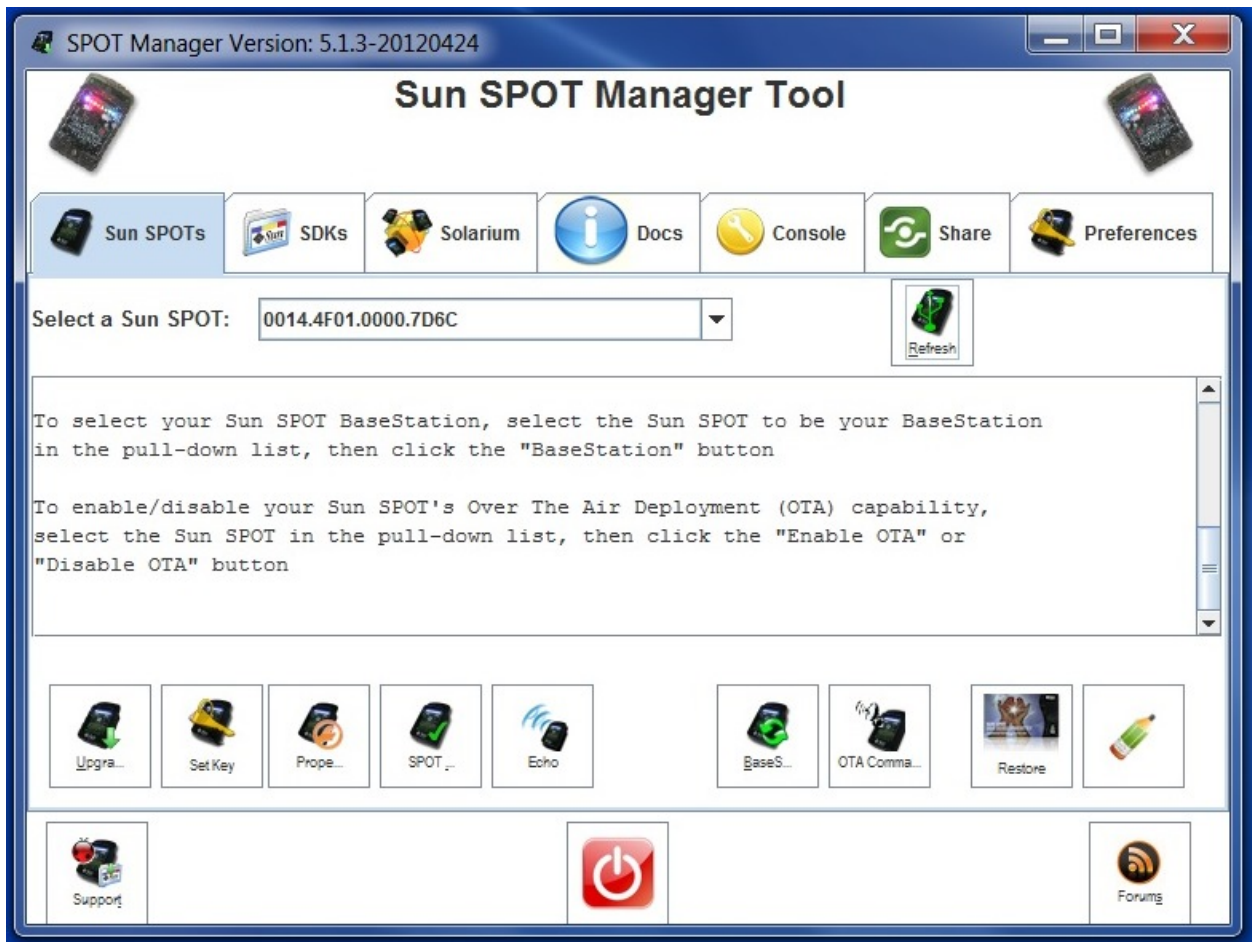 SPOT Manager Version: 5.1.3-20120424
Sun SPOT Manager Tool
Sun SPOTs
SDKs
Solarium
Docs
Console
Share
Preferences
Select a Sun SPOT:
0014.4F01.0000.7D6C
Refresh
To select your Sun SPOT BaseStation, select the Sun SPOT to be your BaseStation
in the pull-down list, then click the "BaseStation" button
To enable/disable your Sun SPOT's Over The Air Deployment (OTA) capability,
select the Sun SPOT in the pull-down list, then click the "Enable OTA" or
"Disable OTA" button
Upgra...
Set Key
Prope...
SPOT ...
Echo
BaseS...
OTA Comma...
Restore
Support
Forums